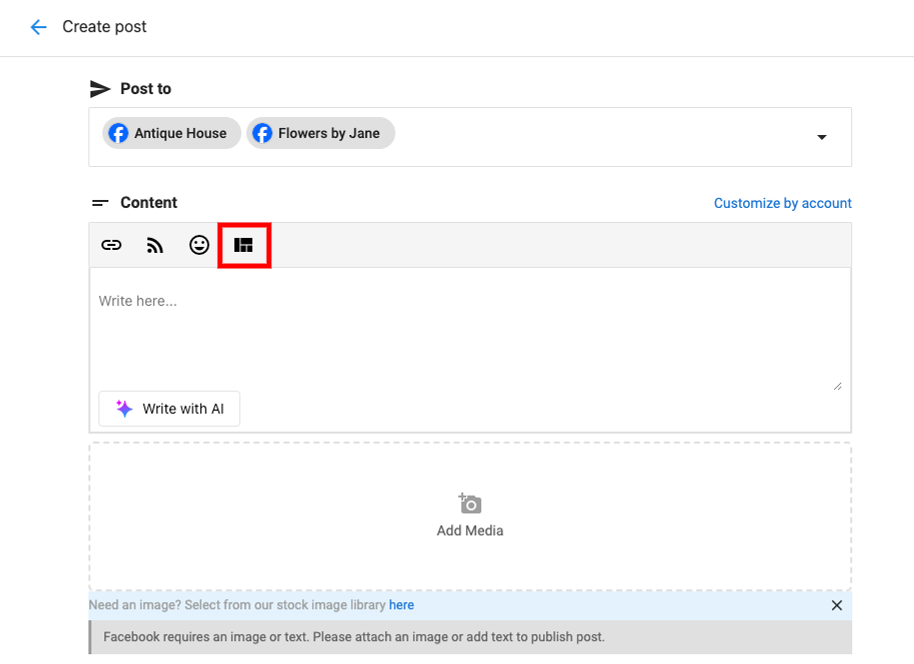 Create post
Post to
Antique House Flowers by Jane
Content Customize by account
Write here...
Write with AI
Add Media
Need an image? Select from our stock image library here
Facebook requires an image or text. Please attach an image or add text to publish post.